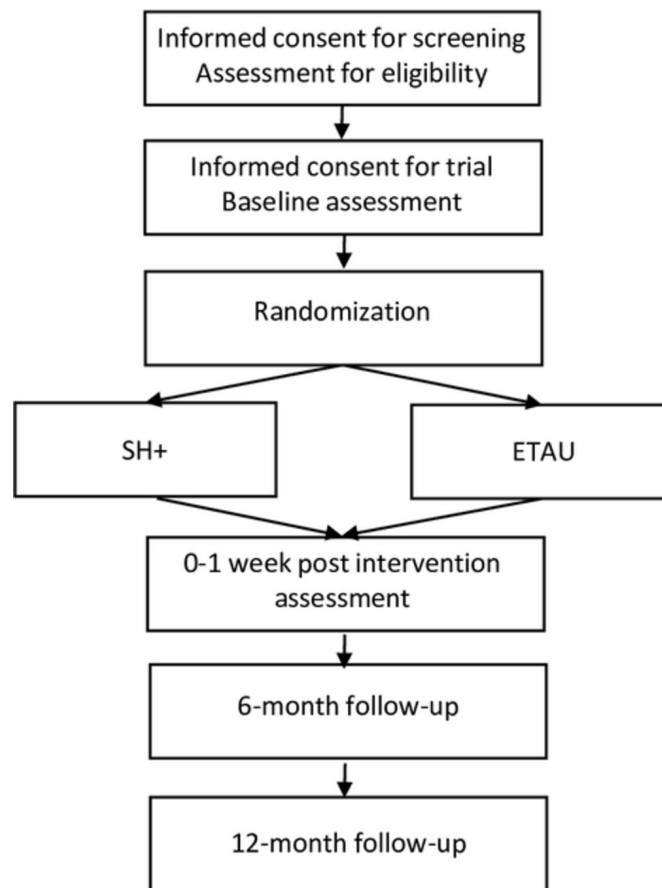 Informed consent for screening
Assessment for eligibility
Informed consent for trial
Baseline assessment
Randomization
SH+
ETAU
0-1 week post intervention
assessment
6-month follow-up
12-month follow-up